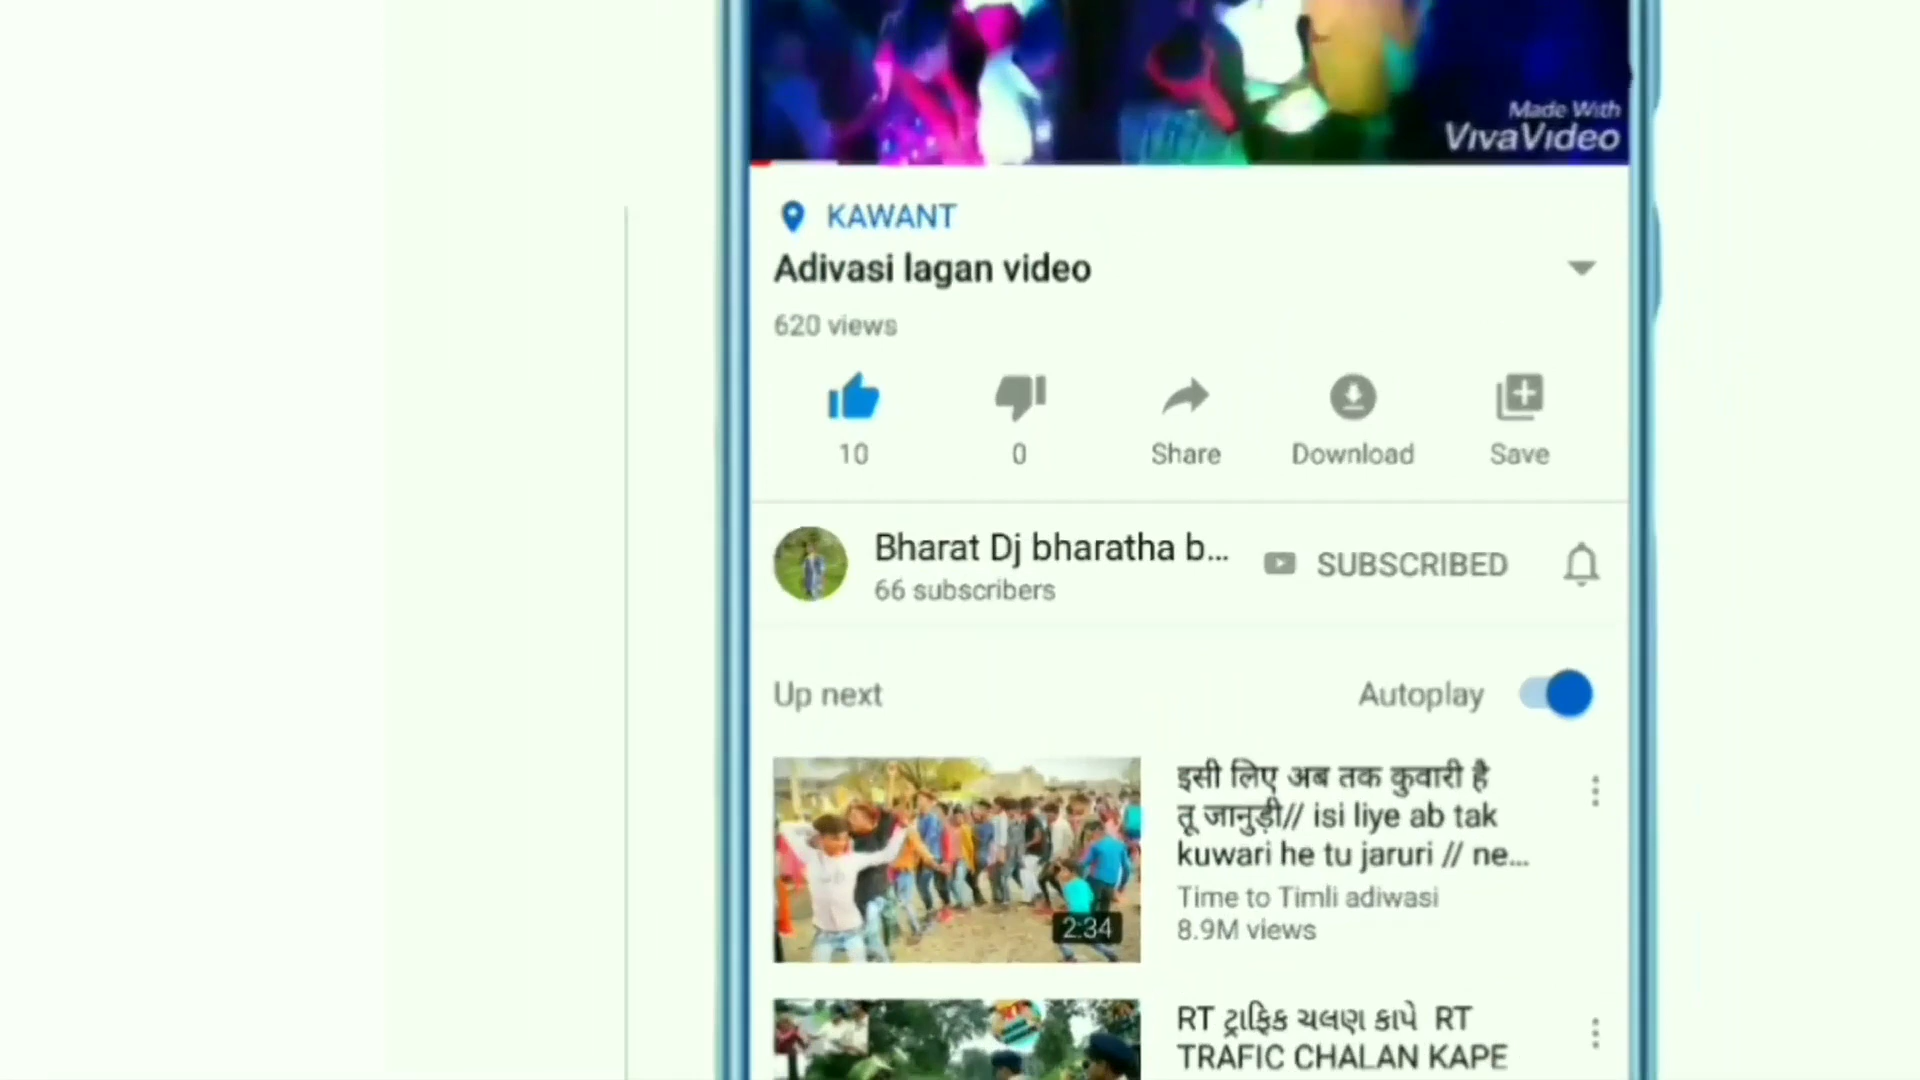 Made With
VivaVideo
KAWANT
Adivasi lagan video
620 views
10
0
Share
Download
Save
Bharat Dj bharatha b...
66 subscribers
SUBSCRIBED
Up next
Autoplay
इसी लिए अब तक कुवारी है
तू जानुड़ी// isi liye ab tak
kuwari he tu jaruri // ne...
Time to Timli adiwasi
8.9M views
2:34
RT ટ્રાફિક ચલણ કાપે RT
TRAFIC CHALAN KAPE